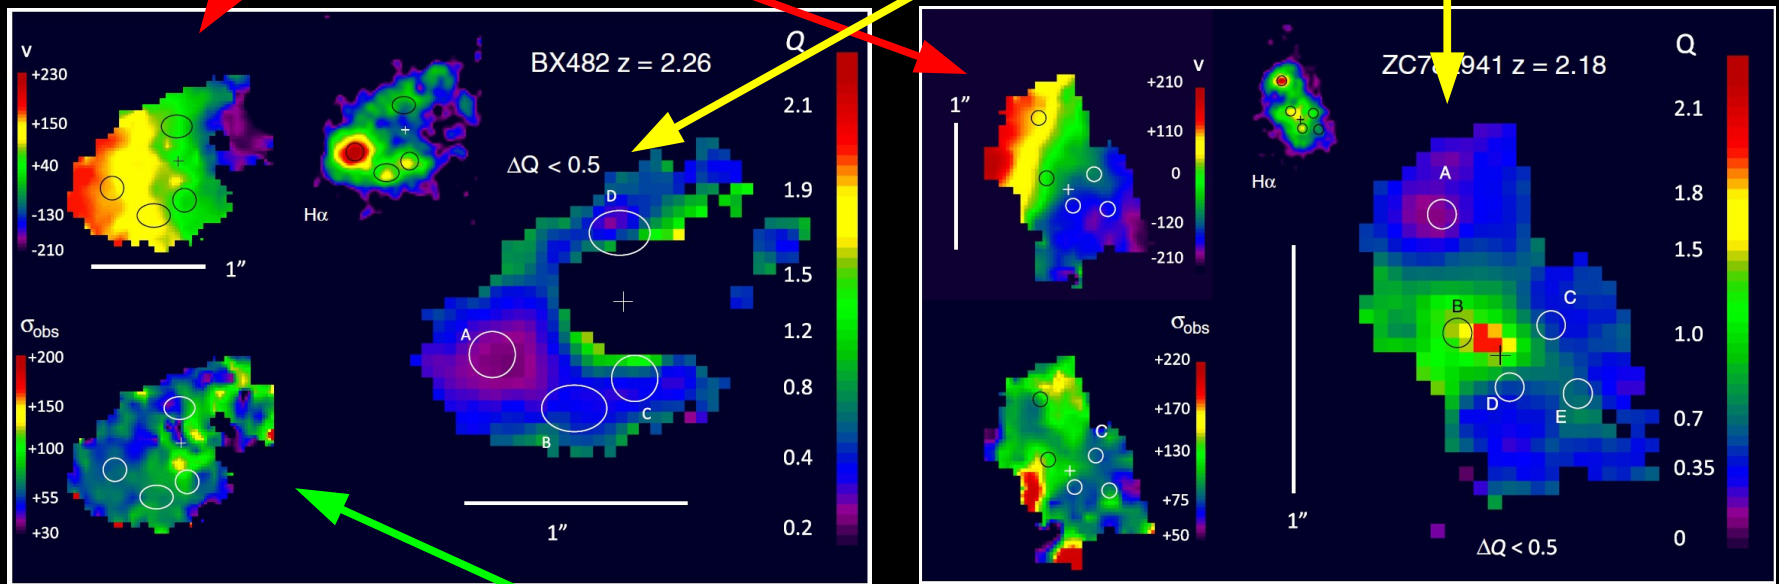 BX482 z = 2.26
Q
v
+230
+150
+40
-130
-210
1”
Hα
ΔQ < 0.5
D
A
B
C
1”
2.1
1.9
1.5
1.2
0.8
0.4
0.2
σobs
+200
+150
+100
+55
+30
941 z = 2.18
Q
1”
v
+210
+110
0
-120
-210
Hα
A
B
C
D
E
2.1
1.8
1.5
1.0
0.7
0.35
0
σobs
+220
+170
+130
+75
+50
C
1”
ΔQ < 0.5